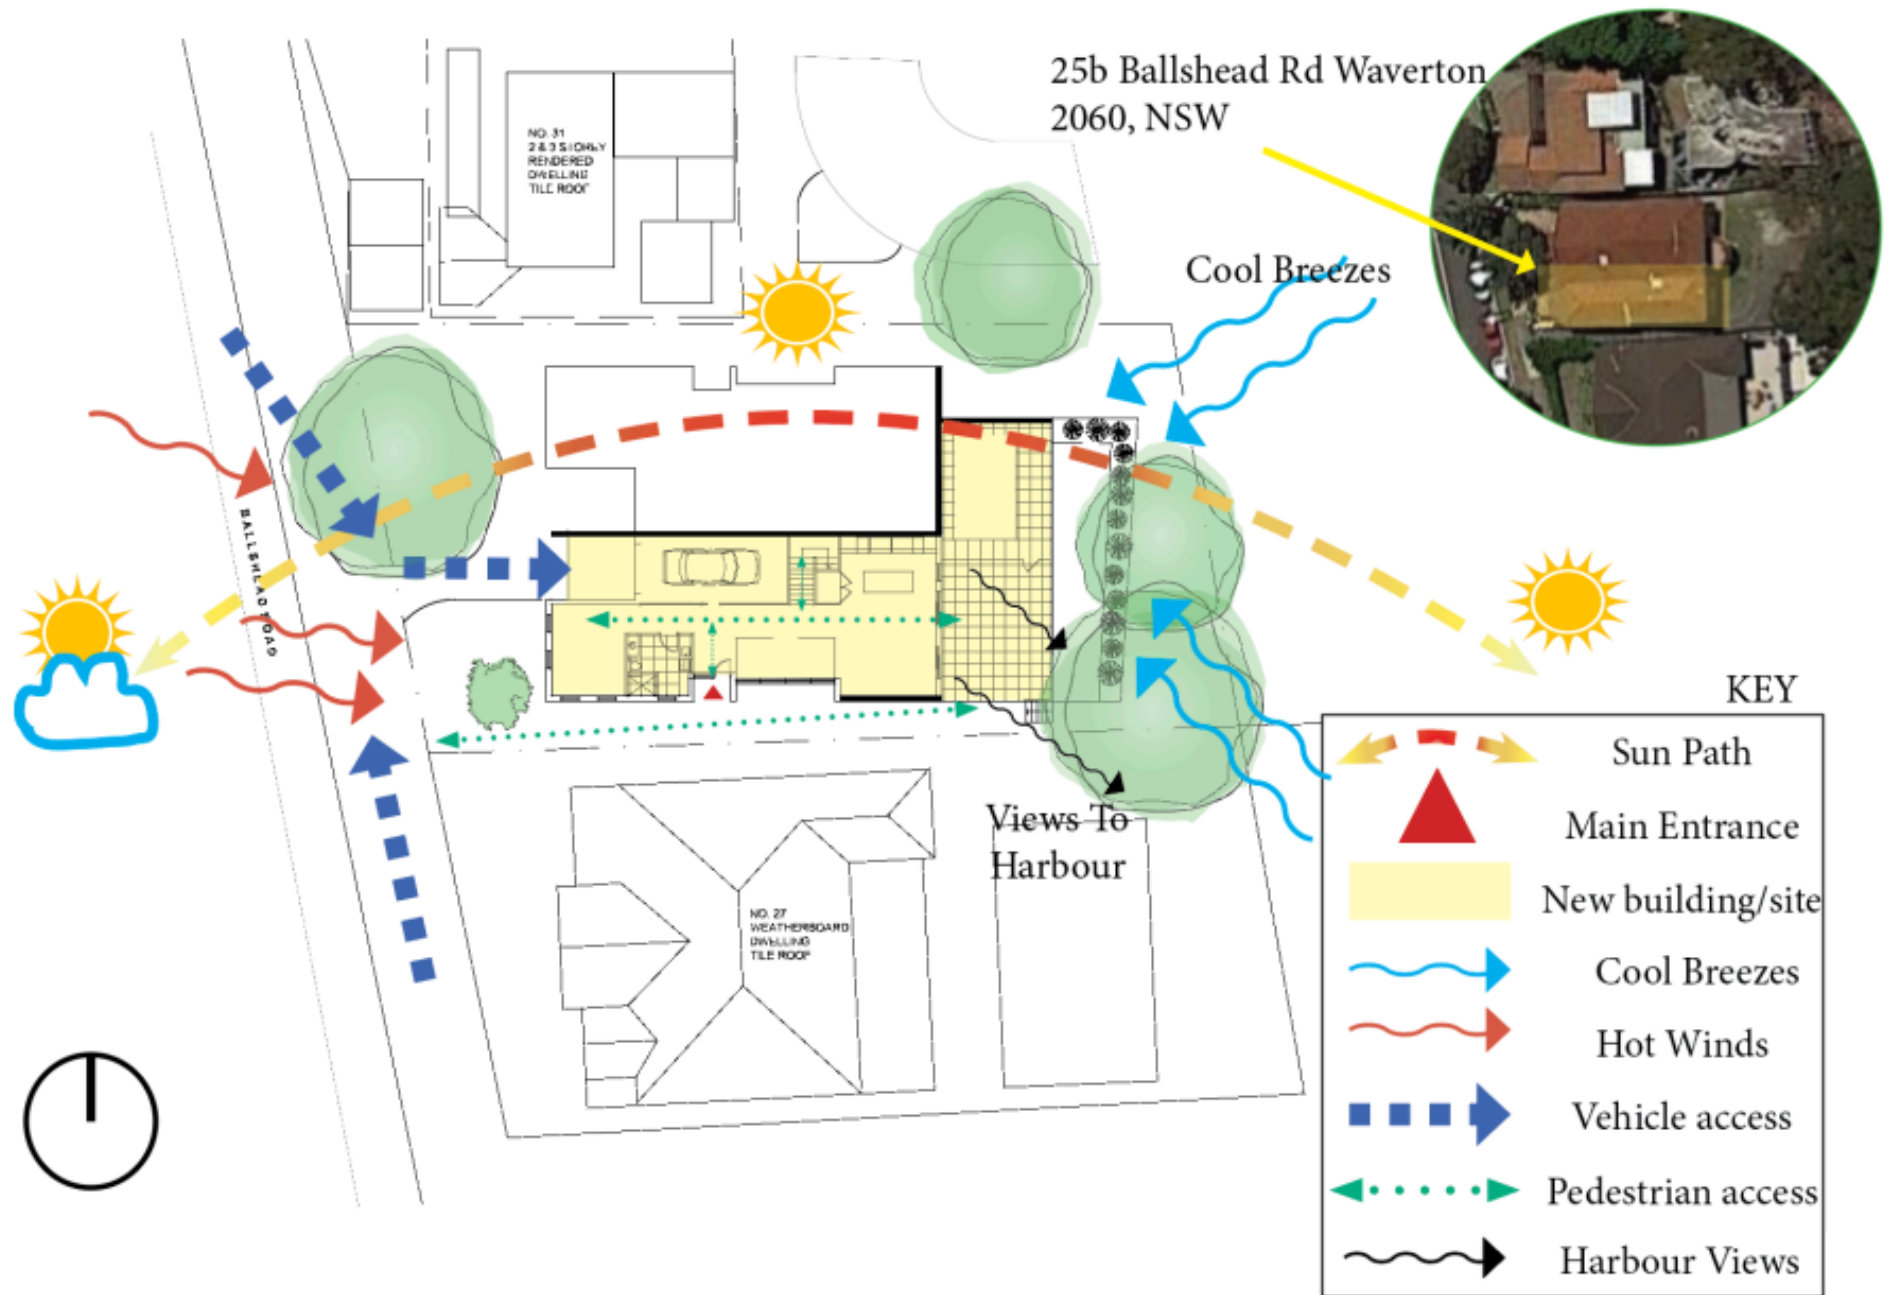 25b Ballshead Rd Waverton
2060, NSW
NO. 31
2 & 3 STOREY
RENDERED
DWELLING
TILE ROOF
Cool Breezes
BALLSHEAD ROAD
Views To
Harbour
NO. 27
WEATHERBOARD
DWELLING
TILE ROOF
KEY
Sun Path
Main Entrance
New building/site
Cool Breezes
Hot Winds
Vehicle access
Pedestrian access
Harbour Views